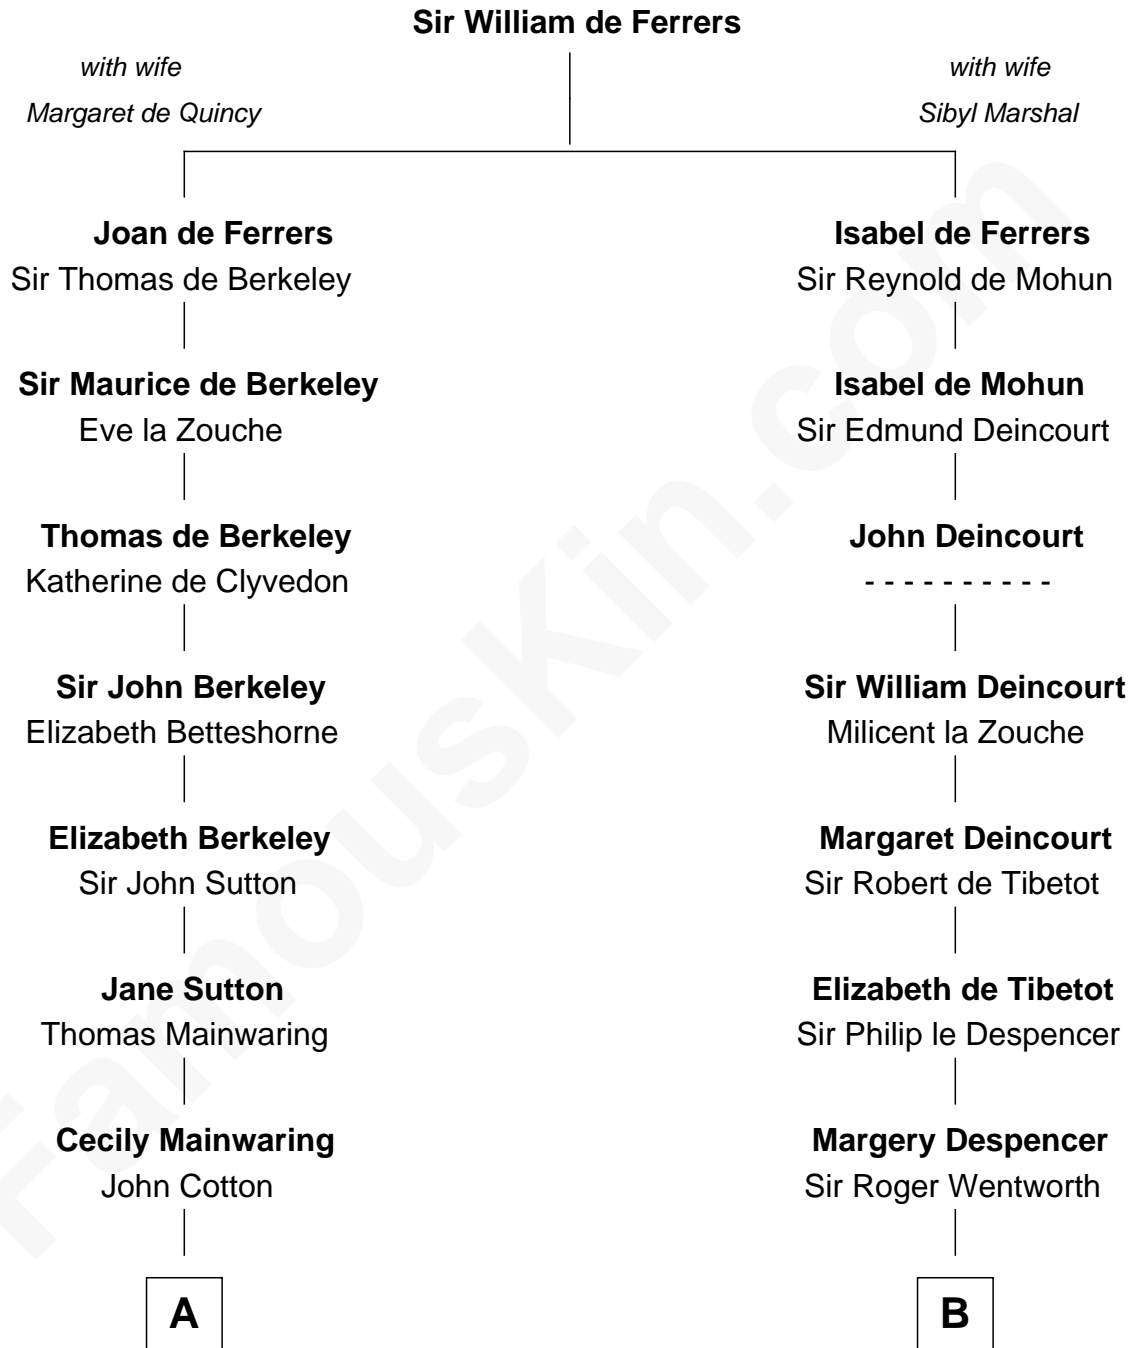 Sir William de Ferrers
with wife
Margaret de Quincy
with wife
Sibyl Marshal
Joan de Ferrers
Sir Thomas de Berkeley
Isabel de Ferrers
Sir Reynold de Mohun
Sir Maurice de Berkeley
Eve la Zouche
Isabel de Mohun
Sir Edmund Deincourt
Thomas de Berkeley
Katherine de Clyvedon
John Deincourt
- - - - - - - - - -
Sir John Berkeley
Elizabeth Betteshorne
Sir William Deincourt
Milicent la Zouche
Elizabeth Berkeley
Sir John Sutton
Margaret Deincourt
Sir Robert de Tibetot
Jane Sutton
Thomas Mainwaring
Elizabeth de Tibetot
Sir Philip le Despencer
Cecily Mainwaring
John Cotton
Margery Despencer
Sir Roger Wentworth
A
B
FamousKin.com